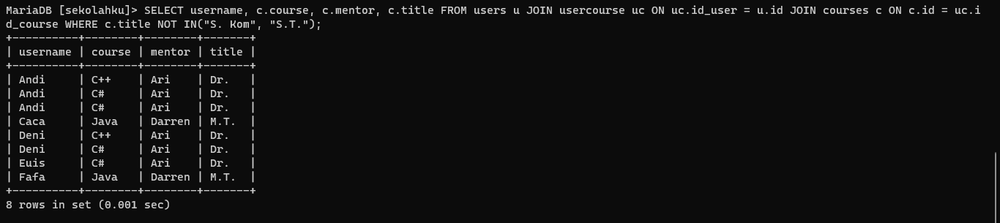 MariaDB [sekolahku]> SELECT username, c.course, c.mentor, c.title FROM users u JOIN usercourse uc ON uc.id_user = u.id JOIN courses c ON c.id = uc.i
d_course WHERE c.title NOT IN("S. Kom", "S.T.");
+----------+--------+--------+-------+
| username | course | mentor | title |
+----------+--------+--------+-------+
| Andi     | C++    | Ari    | Dr.   |
| Andi     | C#     | Ari    | Dr.   |
| Andi     | C#     | Ari    | Dr.   |
| Caca     | Java   | Darren | M.T.  |
| Deni     | C++    | Ari    | Dr.   |
| Deni     | C#     | Ari    | Dr.   |
| Euis     | C#     | Ari    | Dr.   |
| Fafa     | Java   | Darren | M.T.  |
+----------+--------+--------+-------+
8 rows in set (0.001 sec)